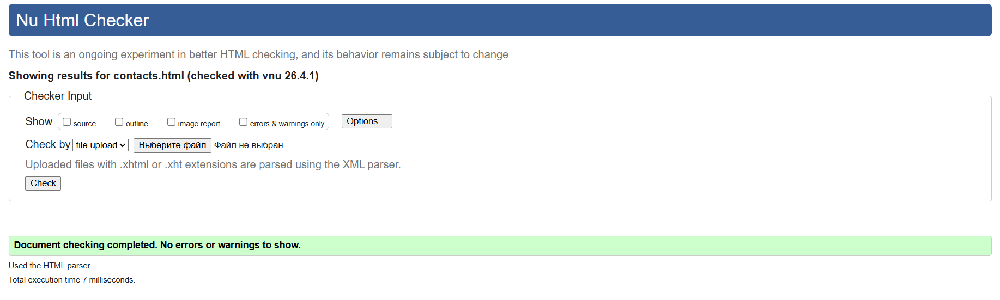 Nu Html Checker
This tool is an ongoing experiment in better HTML checking, and its behavior remains subject to change
Showing results for contacts.html (checked with vnu 26.4.1)
Checker Input
Show source outline image report errors & warnings only Options…
Check by file upload Выберите файл Файл не выбран
Uploaded files with .xhtml or .xht extensions are parsed using the XML parser.
Check
Document checking completed. No errors or warnings to show.
Used the HTML parser.
Total execution time 7 milliseconds.